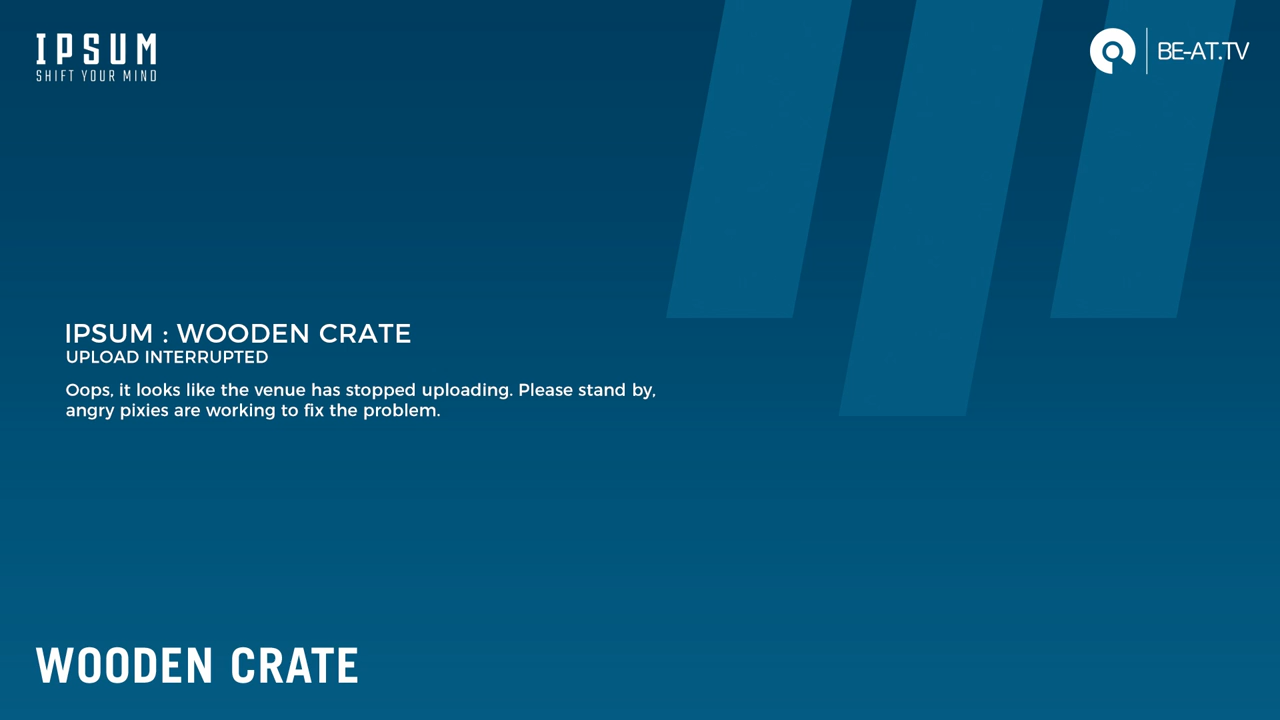 IPSUM
SHIFT YOUR MIND
BE-AT.TV
IPSUM : WOODEN CRATE
UPLOAD INTERRUPTED
Oops, it looks like the venue has stopped uploading. Please stand by,
angry pixies are working to fix the problem.
WOODEN CRATE